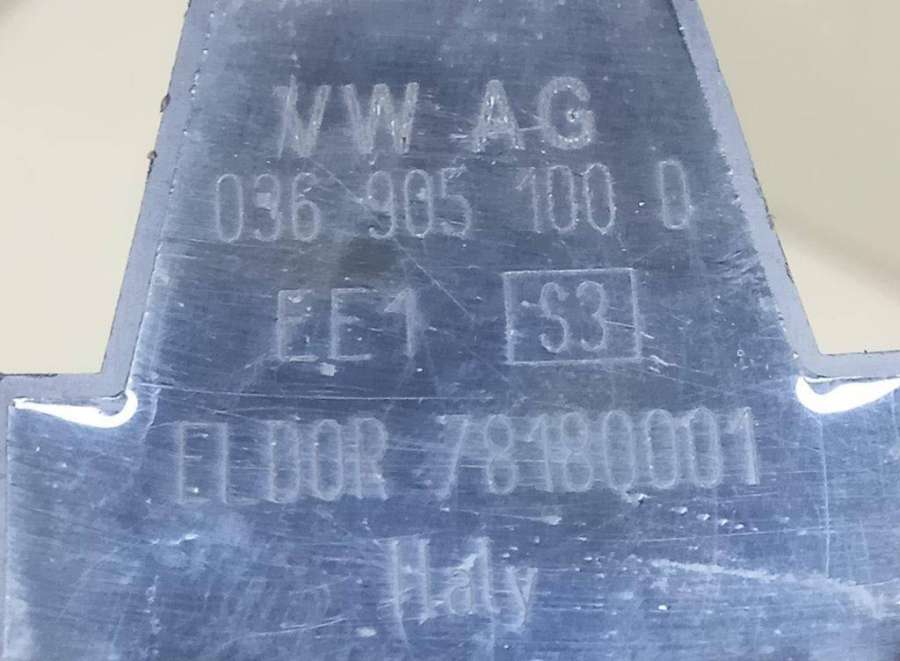 VW AG
036 905 100 D
EE1 S3
ELDOR 78180001
Italy